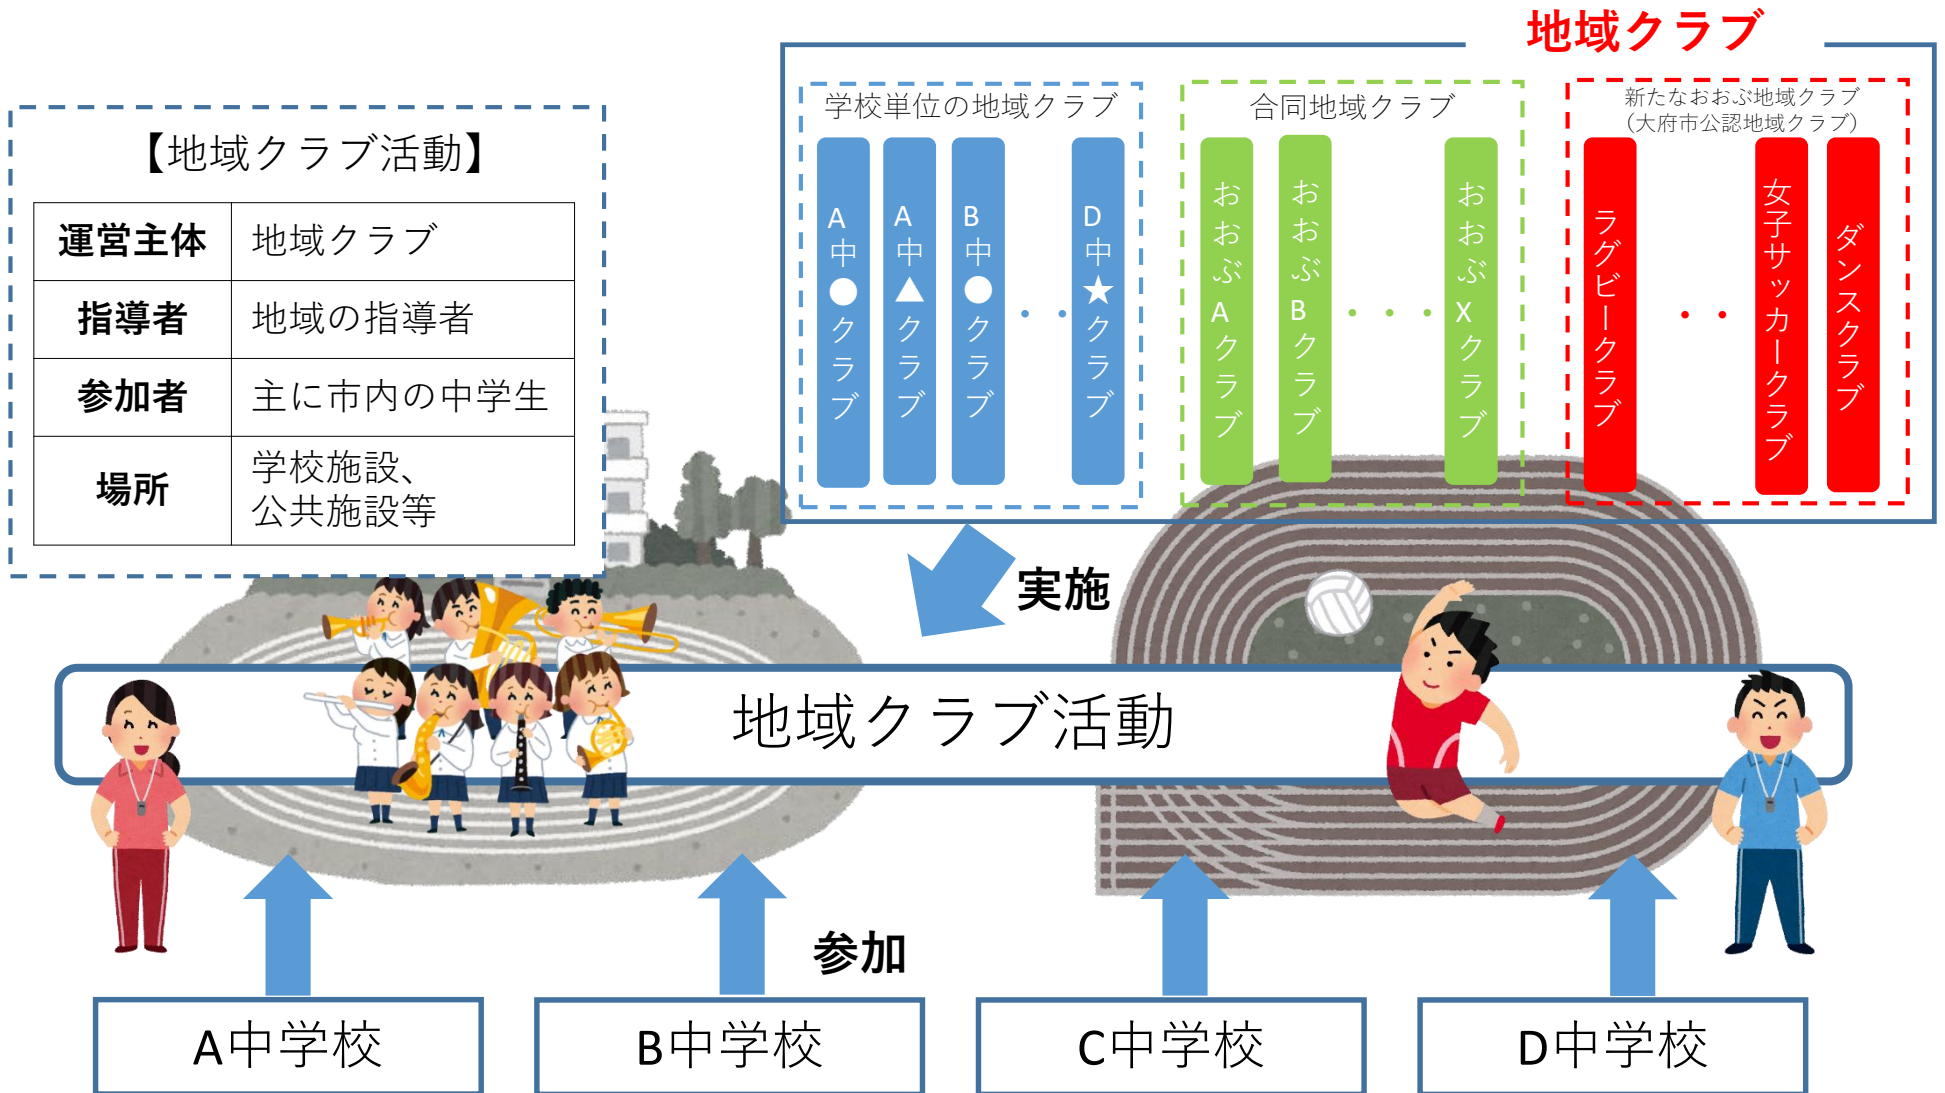 地域クラブ
【地域クラブ活動】
運営主体 地域クラブ
指導者 地域の指導者
参加者 主に市内の中学生
場所 学校施設、
公共施設等
学校単位の地域クラブ
A中●クラブ
A中▲クラブ
B中●クラブ
・・
D中★クラブ
合同地域クラブ
おおぶAクラブ
おおぶBクラブ
・・・
おおぶXクラブ
新たなおおぶ地域クラブ
(大府市公認地域クラブ)
ラグビークラブ
・・
女子サッカークラブ
ダンスクラブ
実施
地域クラブ活動
参加
A中学校
B中学校
C中学校
D中学校